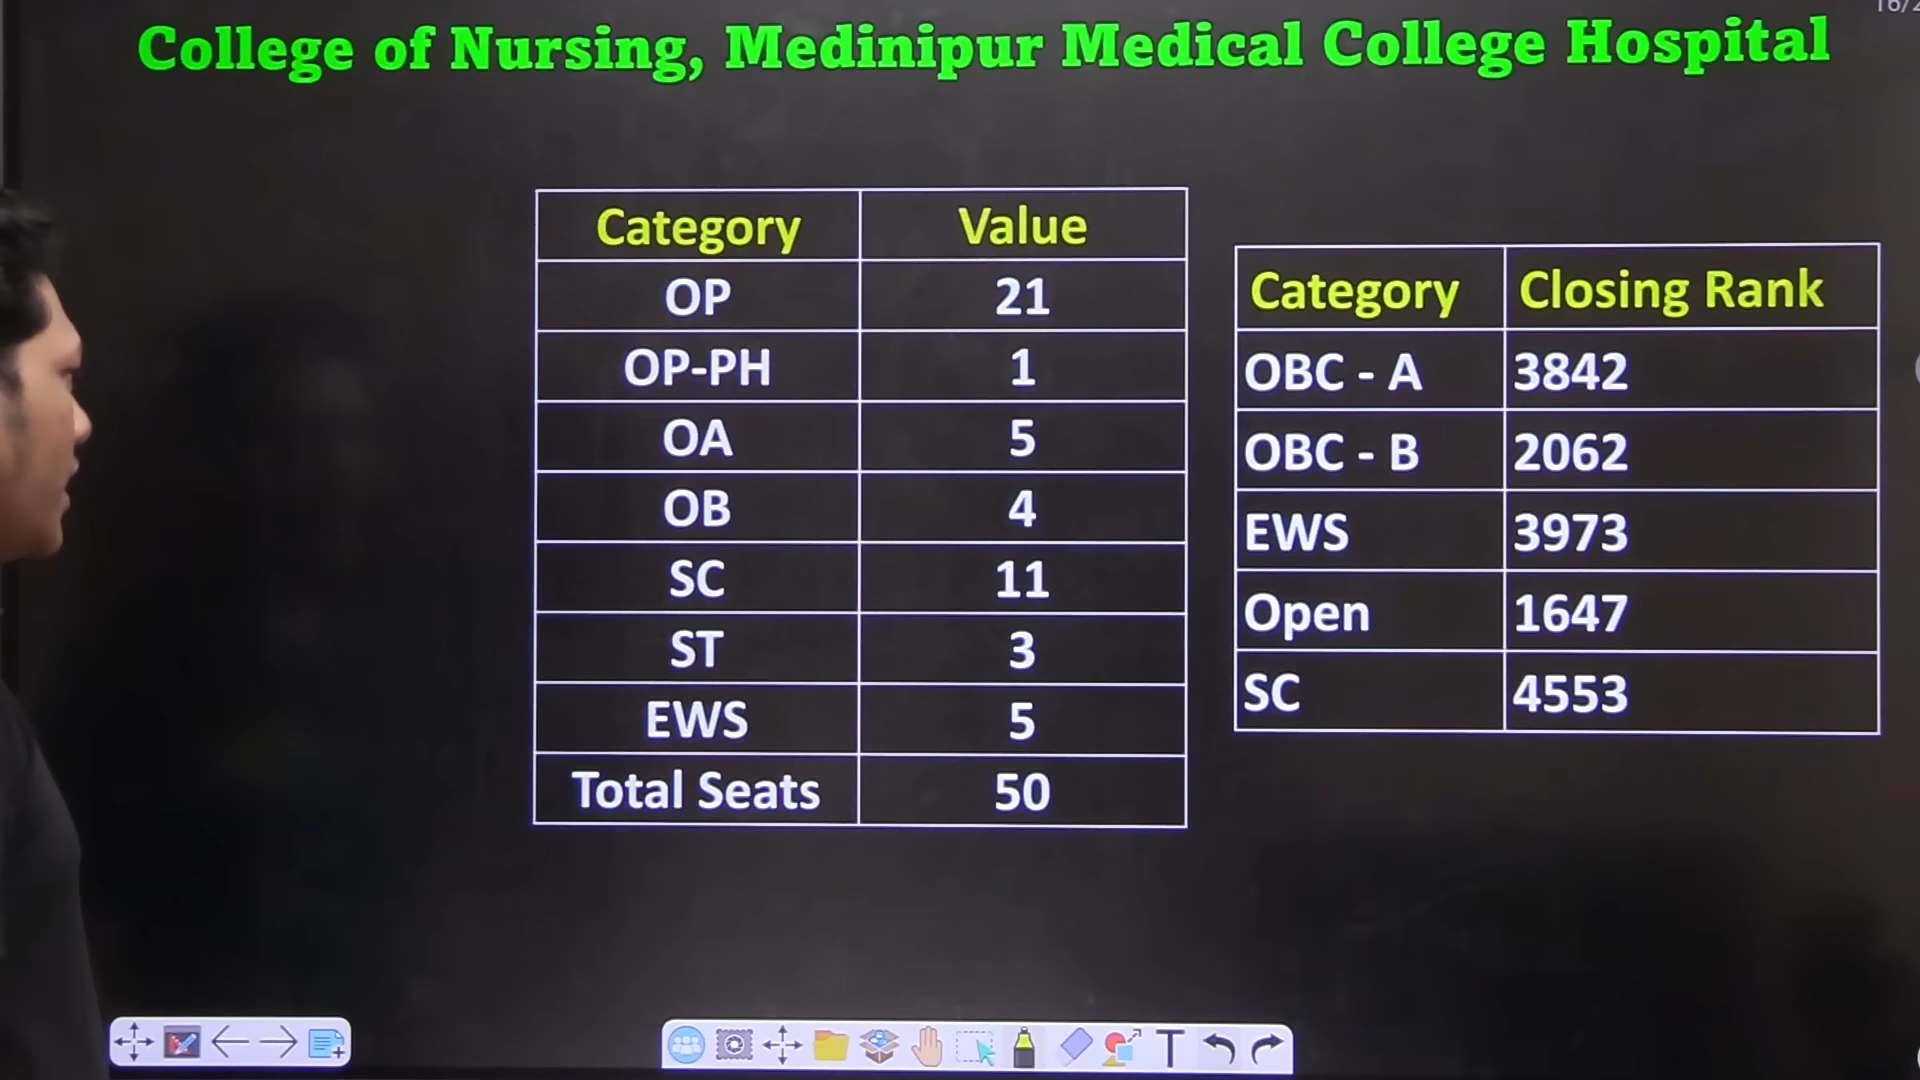 16/2
College of Nursing, Medinipur Medical College Hospital
Category Value
OP 21
OP-PH 1
OA 5
OB 4
SC 11
ST 3
EWS 5
Total Seats 50
Category Closing Rank
OBC - A 3842
OBC - B 2062
EWS 3973
Open 1647
SC 4553
T